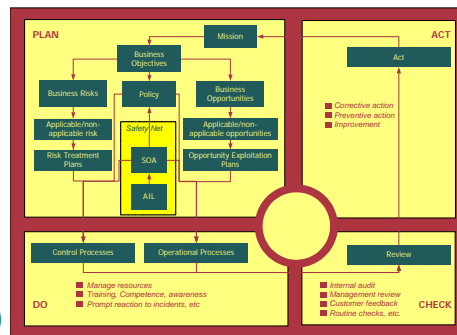 PLAN
Mission
Business
Objectives
Business Risks
Policy
Business
Opportunities
Applicable/non-
applicable risk
Safety Net
Applicable/non-
applicable opportunities
Risk Treatment
Plans
SOA
Opportunity Exploitation
Plans
AIL
ACT
Act
Corrective action
Preventive action
Improvement
Control Processes
Operational Processes
Manage resources
Training, Competence, awareness
Prompt reaction to incidents, etc
DO
Review
Internal audit
Management review
Customer feedback
Routine checks, etc.
CHECK